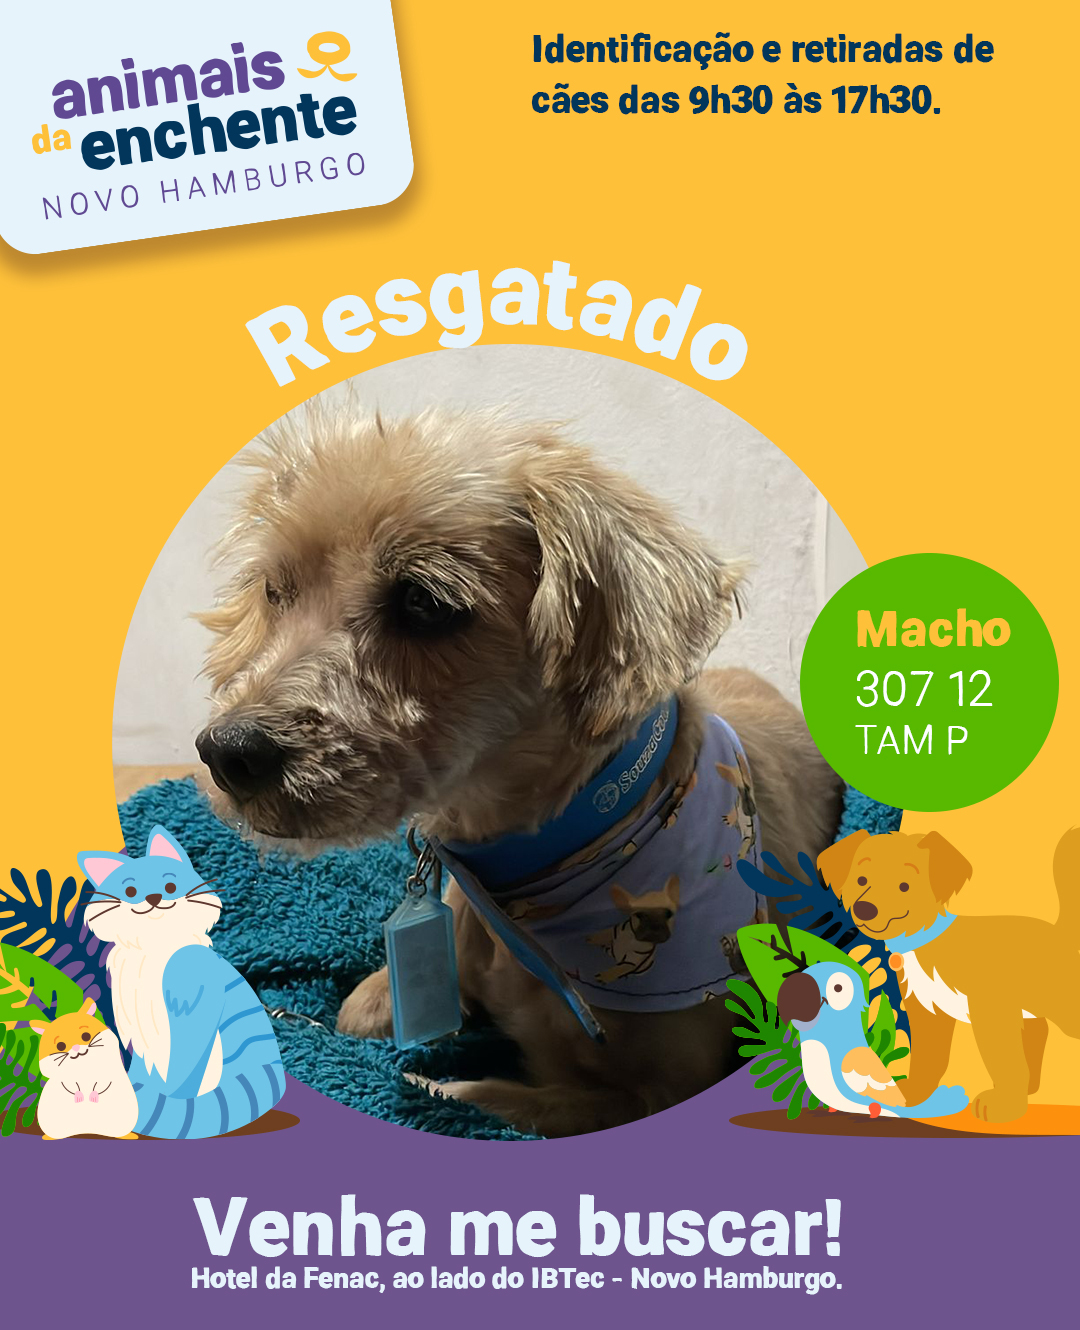 animais
da enchente
NOVO HAMBURGO
Identificação e retiradas de
cães das 9h30 às 17h30.
Resgatado
Macho
307 12
TAM P
Venha me buscar!
Hotel da Fenac, ao lado do IBTec - Novo Hamburgo.